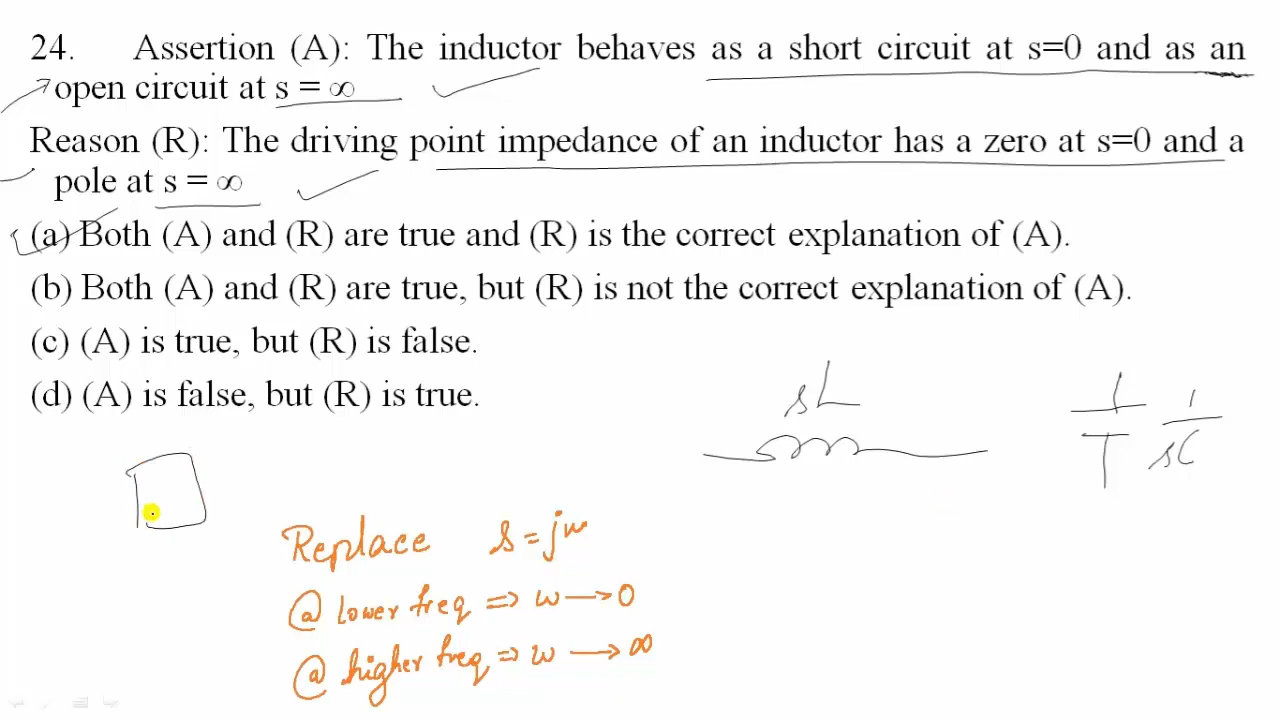 24. Assertion (A): The inductor behaves as a short circuit at s=0 and as an
open circuit at s = ∞
Reason (R): The driving point impedance of an inductor has a zero at s=0 and a
pole at s = ∞
(a) Both (A) and (R) are true and (R) is the correct explanation of (A).
(b) Both (A) and (R) are true, but (R) is not the correct explanation of (A).
(c) (A) is true, but (R) is false.
(d) (A) is false, but (R) is true.
sL
1
sC
Replace s = jw
@ lower freq => w → 0
@ higher freq => w → ∞